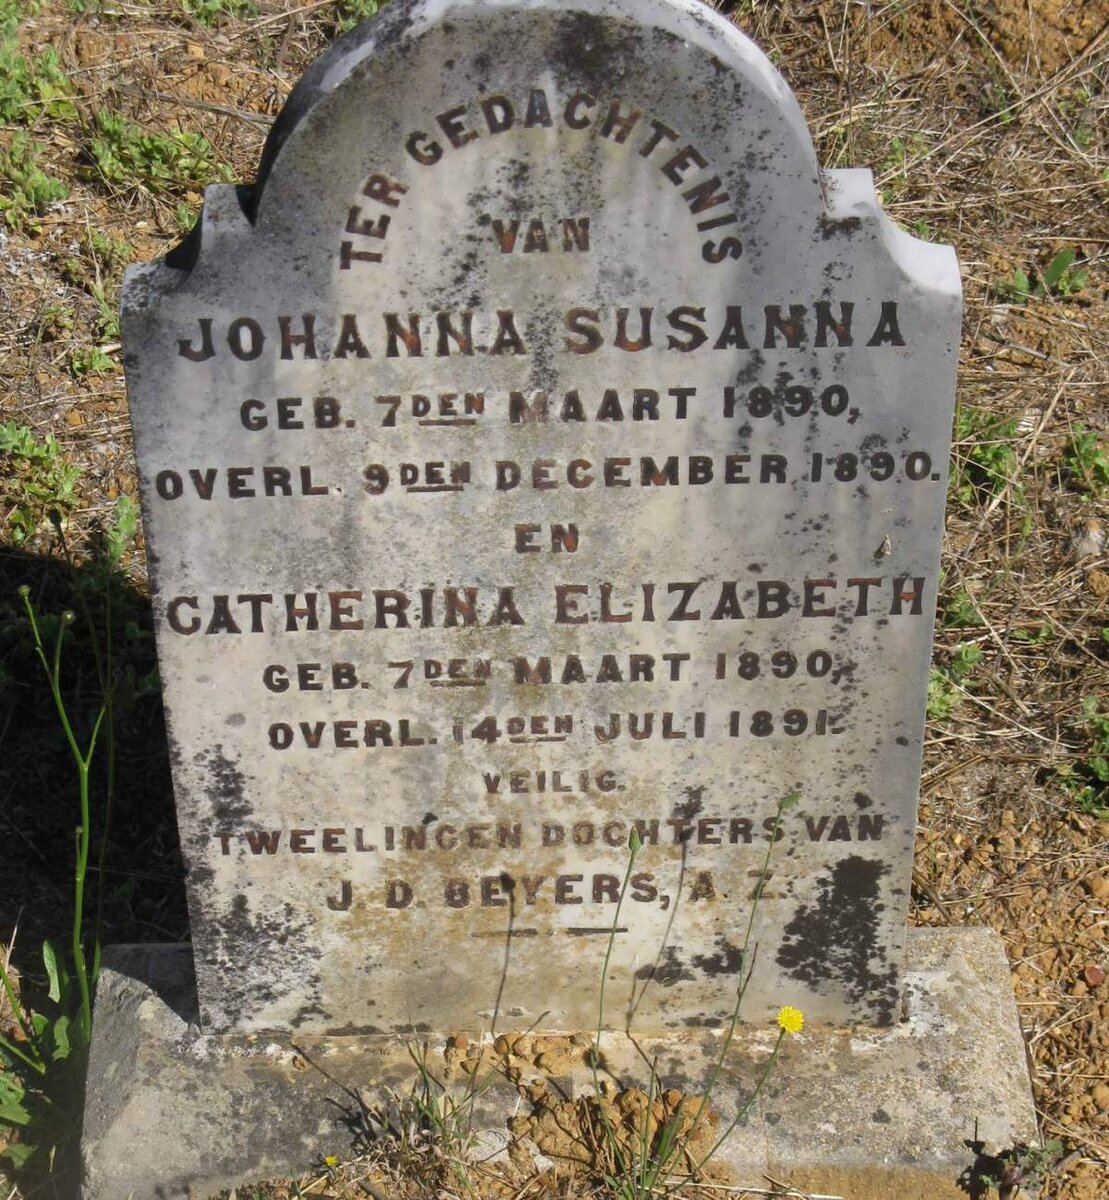 TER GEDACHTENIS
VAN
JOHANNA SUSANNA
GEB. 7DEN MAART 1890,
OVERL. 9DEN DECEMBER 1890.
EN
CATHERINA ELIZABETH
GEB. 7DEN MAART 1890,
OVERL. 14DEN JULI 1891.
VEILIG.
TWEELINGEN DOCHTERS VAN
J. D. BEYERS, A. Z.